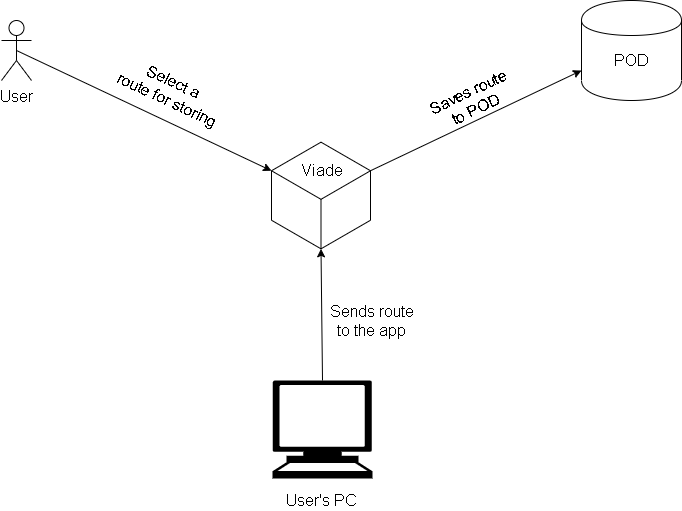 User
Select a
route for storing
Viade
Saves route
to POD
POD
Sends route
to the app
User's PC